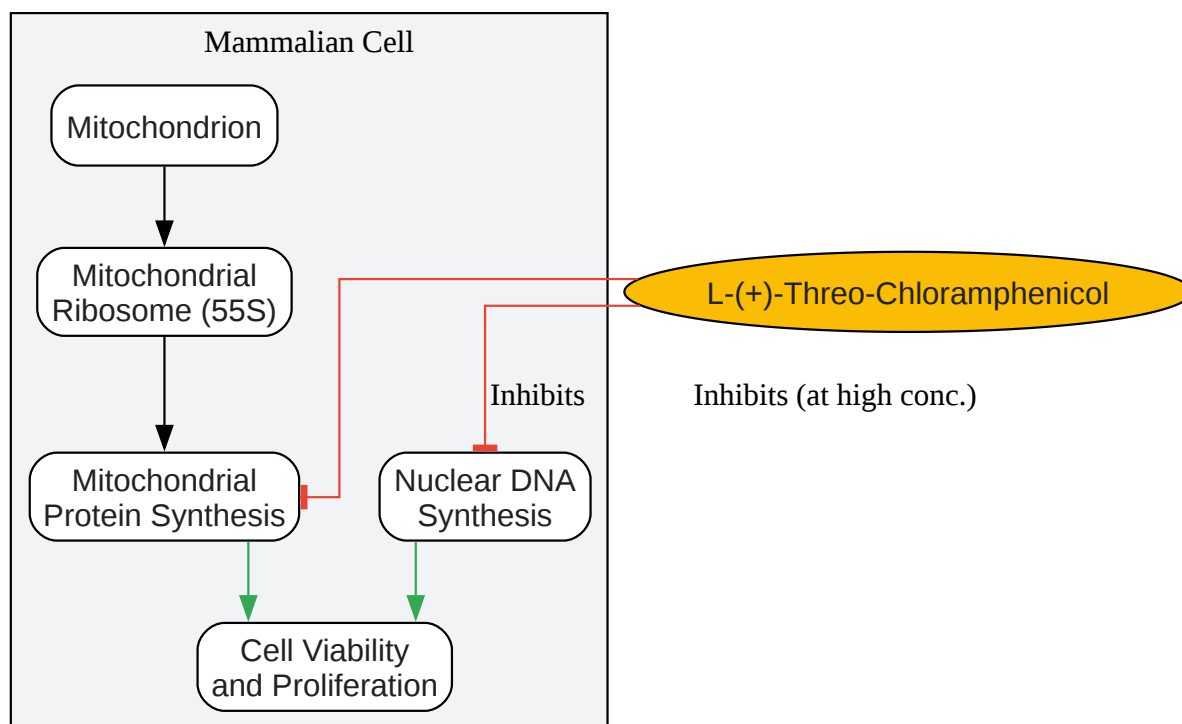 Mammalian Cell
Mitochondrion
Mitochondrial
Ribosome (55S)
L-(+)-Threo-Chloramphenicol
Inhibits
Inhibits (at high conc.)
Mitochondrial
Protein Synthesis
Nuclear DNA
Synthesis
Cell Viability
and Proliferation